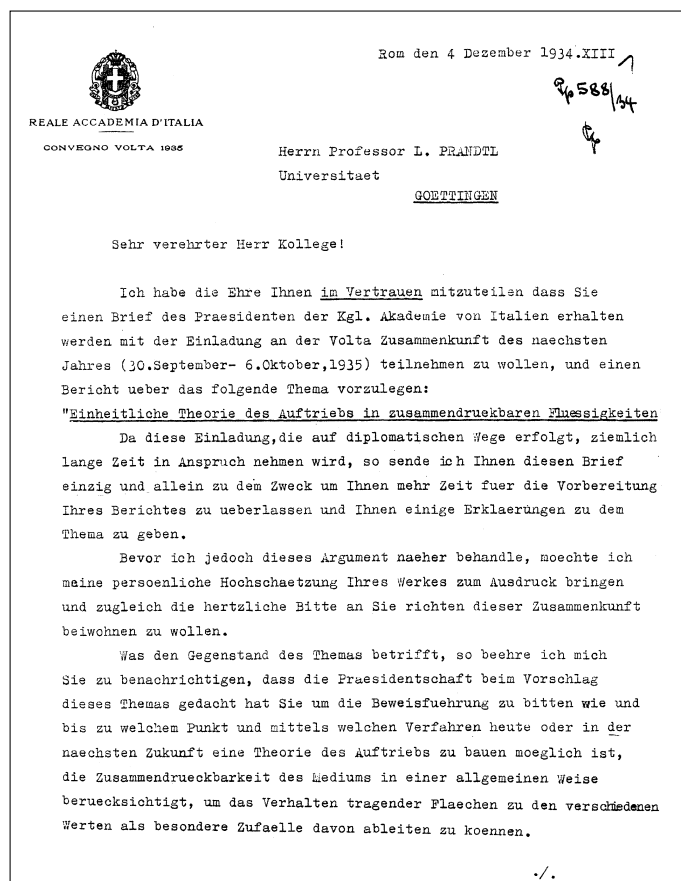 Rom den 4 Dezember 1934.XIII
588/34
REALE ACCADEMIA D'ITALIA
CONVEGNO VOLTA 1935
Herrn Professor L. PRANDTL
Universitaet
GOETTINGEN
Sehr verehrter Herr Kollege!
Ich habe die Ehre Ihnen im Vertrauen mitzuteilen dass Sie
einen Brief des Praesidenten der Kgl. Akademie von Italien erhalten
werden mit der Einladung an der Volta Zusammenkunft des naechsten
Jahres (30.September- 6.Oktober,1935) teilnehmen zu wollen, und einen
Bericht ueber das folgende Thema vorzulegen:
"Einheitliche Theorie des Auftriebs in zusammendruekbaren Fluessigkeiten
Da diese Einladung,die auf diplomatischen Wege erfolgt, ziemlich
lange Zeit in Anspruch nehmen wird, so sende ich Ihnen diesen Brief
einzig und allein zu dem Zweck um Ihnen mehr Zeit fuer die Vorbereitung
Ihres Berichtes zu ueberlassen und Ihnen einige Erklaerungen zu dem
Thema zu geben.
Bevor ich jedoch dieses Argument naeher behandle, moechte ich
meine persoenliche Hochschaetzung Ihres Werkes zum Ausdruck bringen
und zugleich die hertzliche Bitte an Sie richten dieser Zusammenkunft
beiwohnen zu wollen.
Was den Gegenstand des Themas betrifft, so beehre ich mich
Sie zu benachrichtigen, dass die Praesidentschaft beim Vorschlag
dieses Themas gedacht hat Sie um die Beweisfuehrung zu bitten wie und
bis zu welchem Punkt und mittels welchen Verfahren heute oder in der
naechsten Zukunft eine Theorie des Auftriebs zu bauen moeglich ist,
die Zusammendrueckbarkeit des Mediums in einer allgemeinen Weise
beruecksichtigt, um das Verhalten tragender Flaechen zu den verschiedenen
Werten als besondere Zufaelle davon ableiten zu koennen.
./.